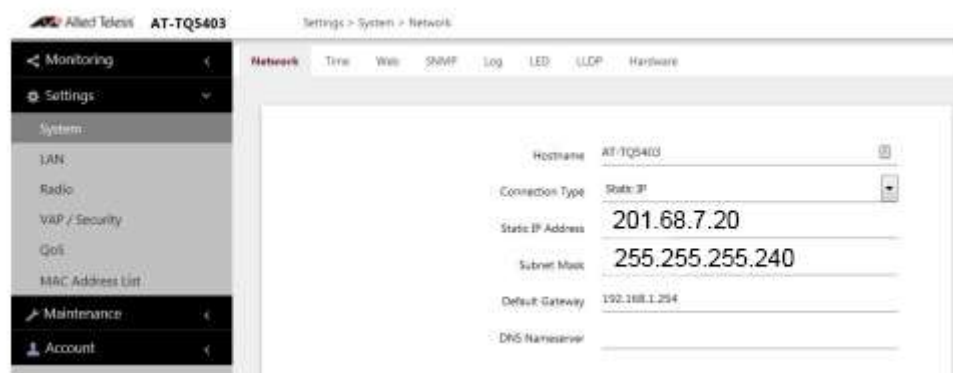 Allied Telesis AT-TQ5403 Settings > System > Network
Monitoring
Network Time Web SNMP Log LED LLDP Hardware
Settings
System
LAN
Radio
VAP / Security
QoS
MAC Address List
Maintenance
Account
Hostname AT-TQ5403
Connection Type Static IP
Static IP Address 201.68.7.20
Subnet Mask 255.255.255.240
Default Gateway 192.168.1.254
DNS Nameserver